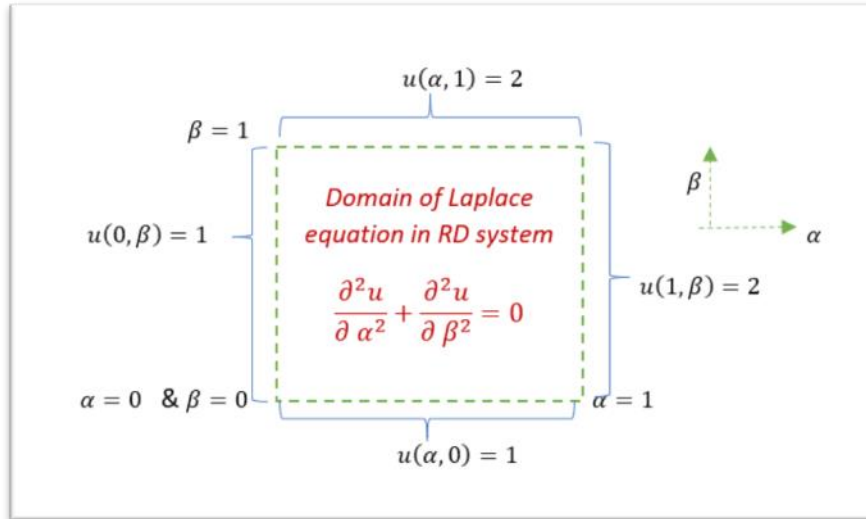 u(α, 1) = 2
β = 1
Domain of Laplace
equation in RD system
β
α
u(0, β) = 1
∂²u/∂ α² + ∂²u/∂ β² = 0
u(1, β) = 2
α = 0 & β = 0
α = 1
u(α, 0) = 1